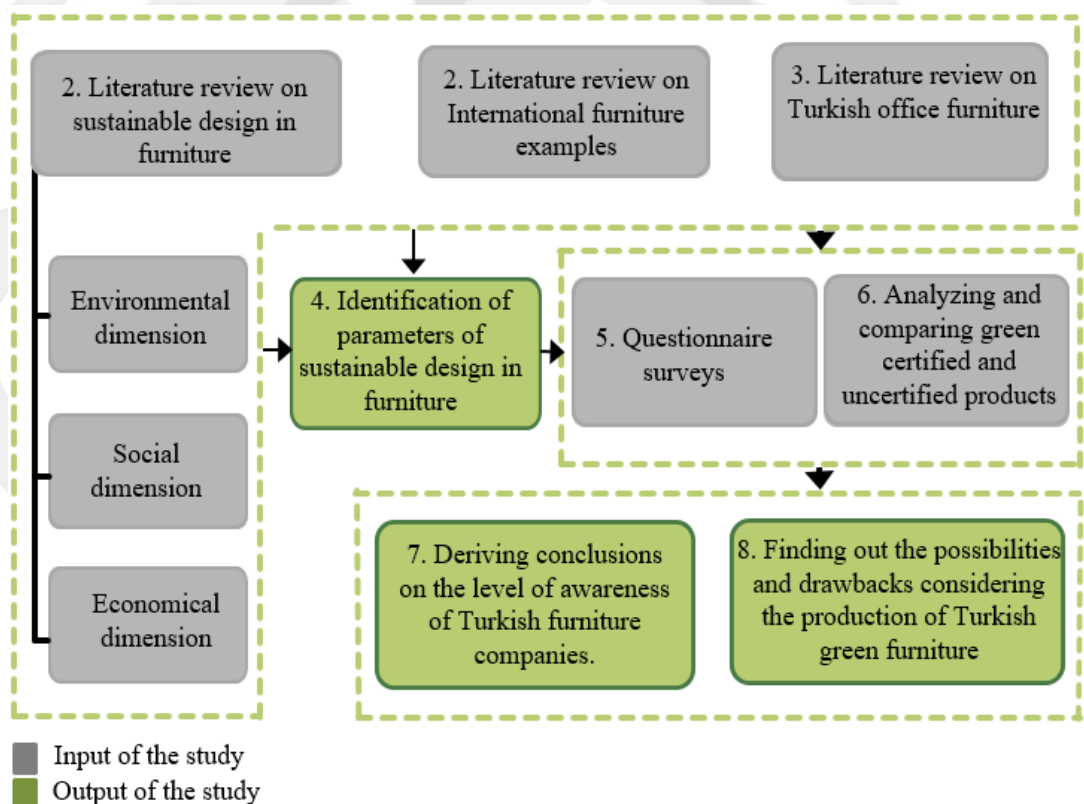 2. Literature review on
sustainable design in
furniture
2. Literature review on
International furniture
examples
3. Literature review on
Turkish office furniture
Environmental
dimension
Social
dimension
Economical
dimension
4. Identification of
parameters of
sustainable design in
furniture
5. Questionnaire
surveys
6. Analyzing and
comparing green
certified and
uncertified products
7. Deriving conclusions
on the level of awareness
of Turkish furniture
companies.
8. Finding out the possibilities
and drawbacks considering
the production of Turkish
green furniture
Input of the study
Output of the study